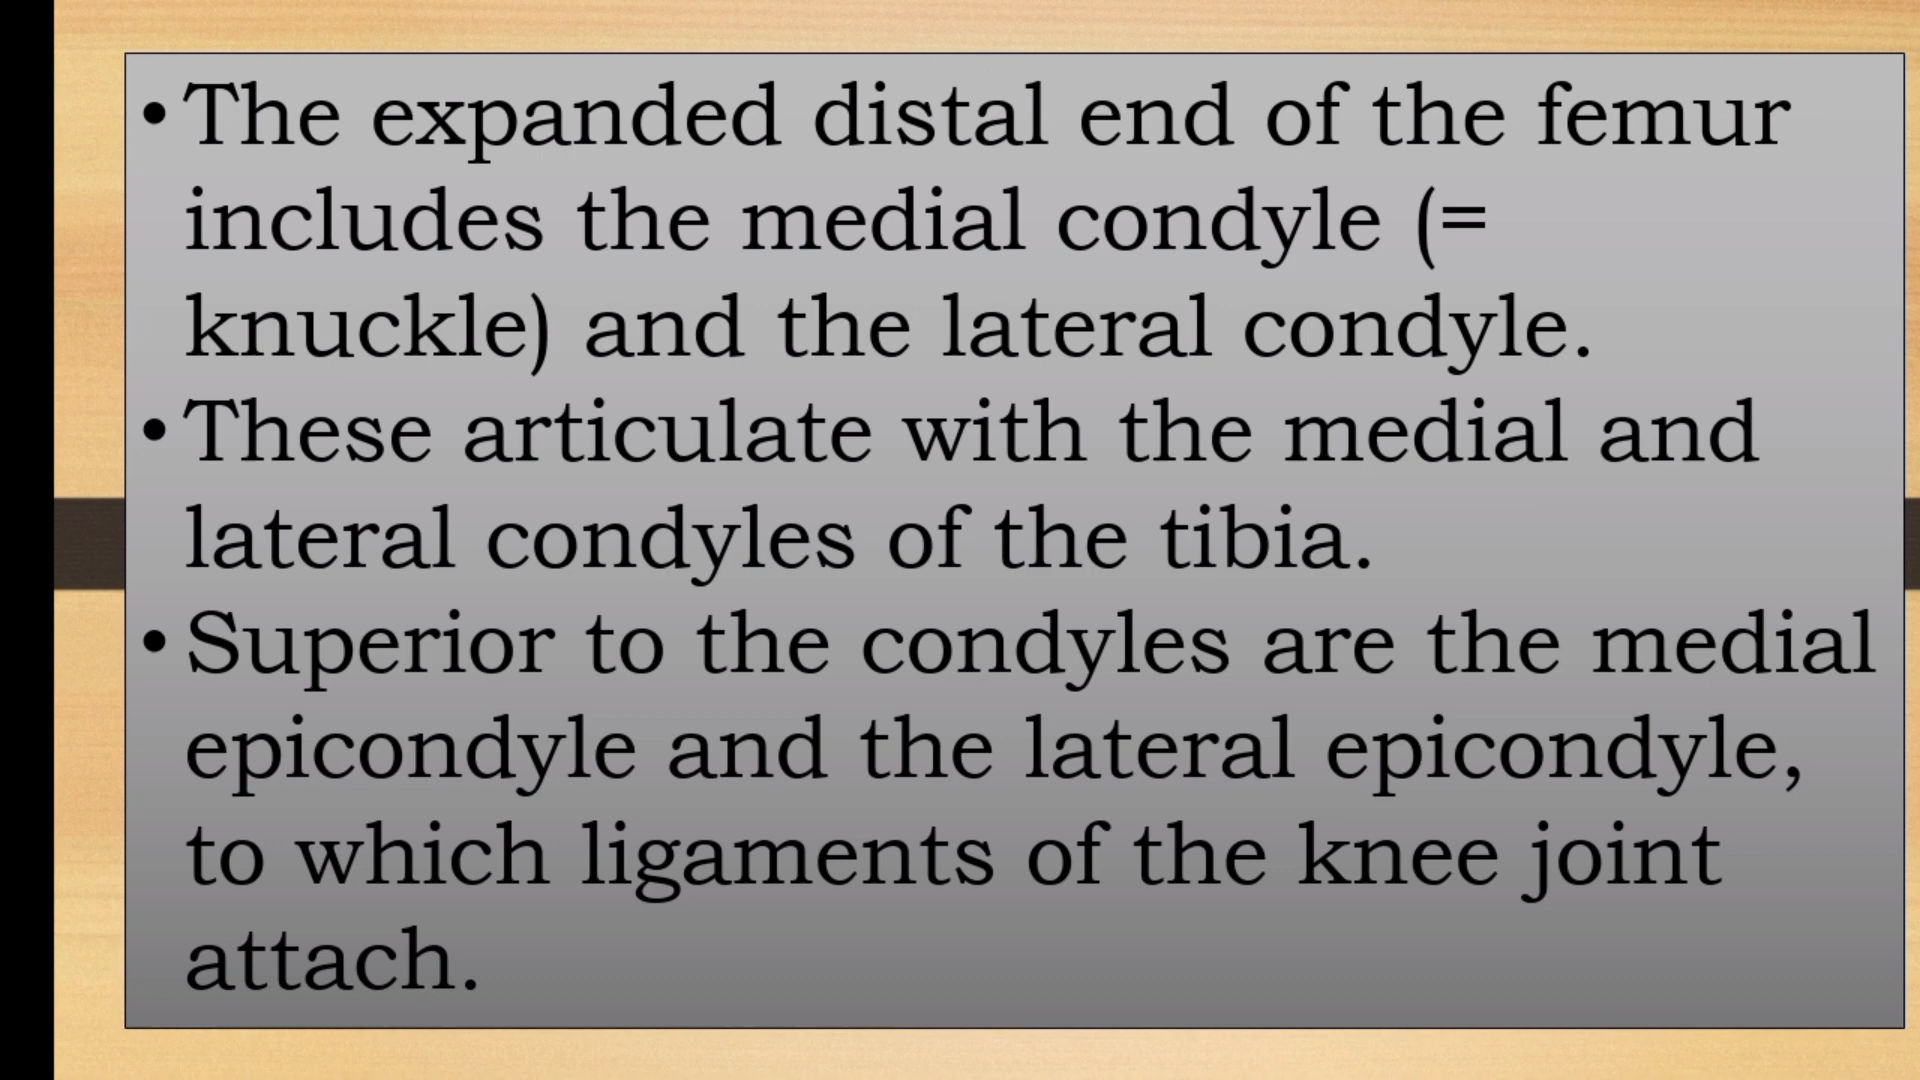 • The expanded distal end of the femur
includes the medial condyle (=
knuckle) and the lateral condyle.
• These articulate with the medial and
lateral condyles of the tibia.
• Superior to the condyles are the medial
epicondyle and the lateral epicondyle,
to which ligaments of the knee joint
attach.